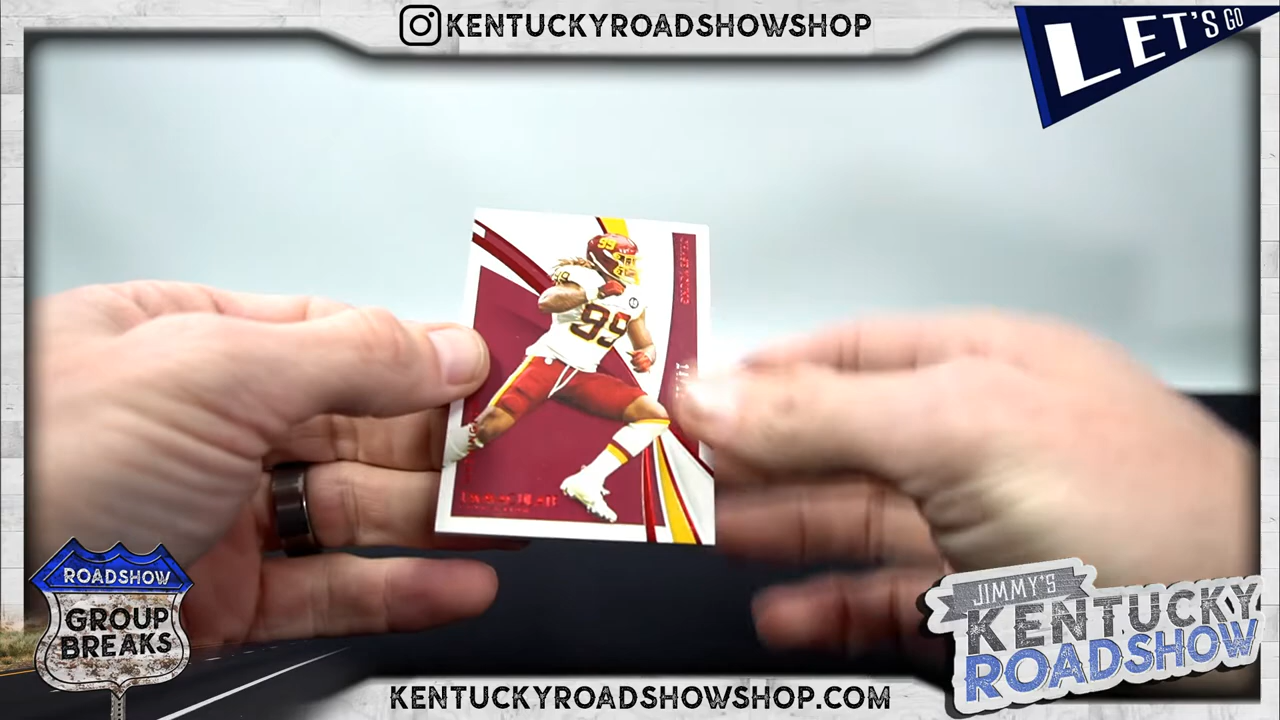 KENTUCKYROADSHOWSHOP
LET'S GO
99
99
ROADSHOW
GROUP
BREAKS
JIMMY'S
KENTUCKY
ROADSHOW
KENTUCKYROADSHOWSHOP.COM